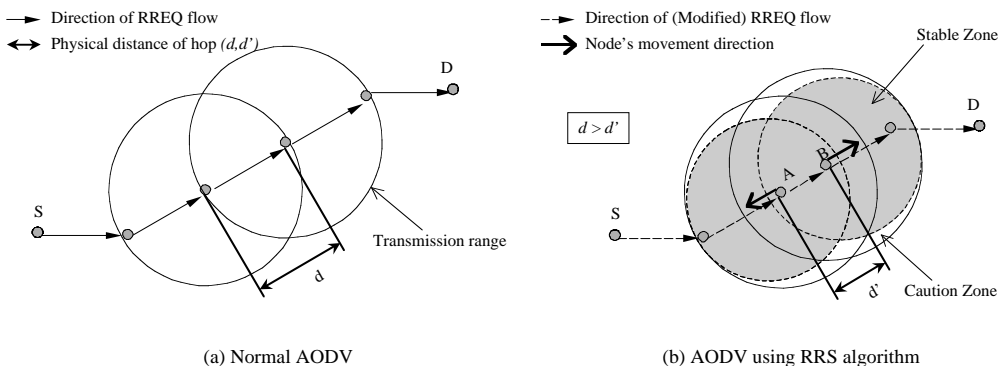 Direction of RREQ flow
Physical distance of hop (d,d')
D
S
d
Transmission range
(a) Normal AODV
Direction of (Modified) RREQ flow
Node's movement direction
Stable Zone
d > d'
D
B
A
S
d'
Caution Zone
(b) AODV using RRS algorithm